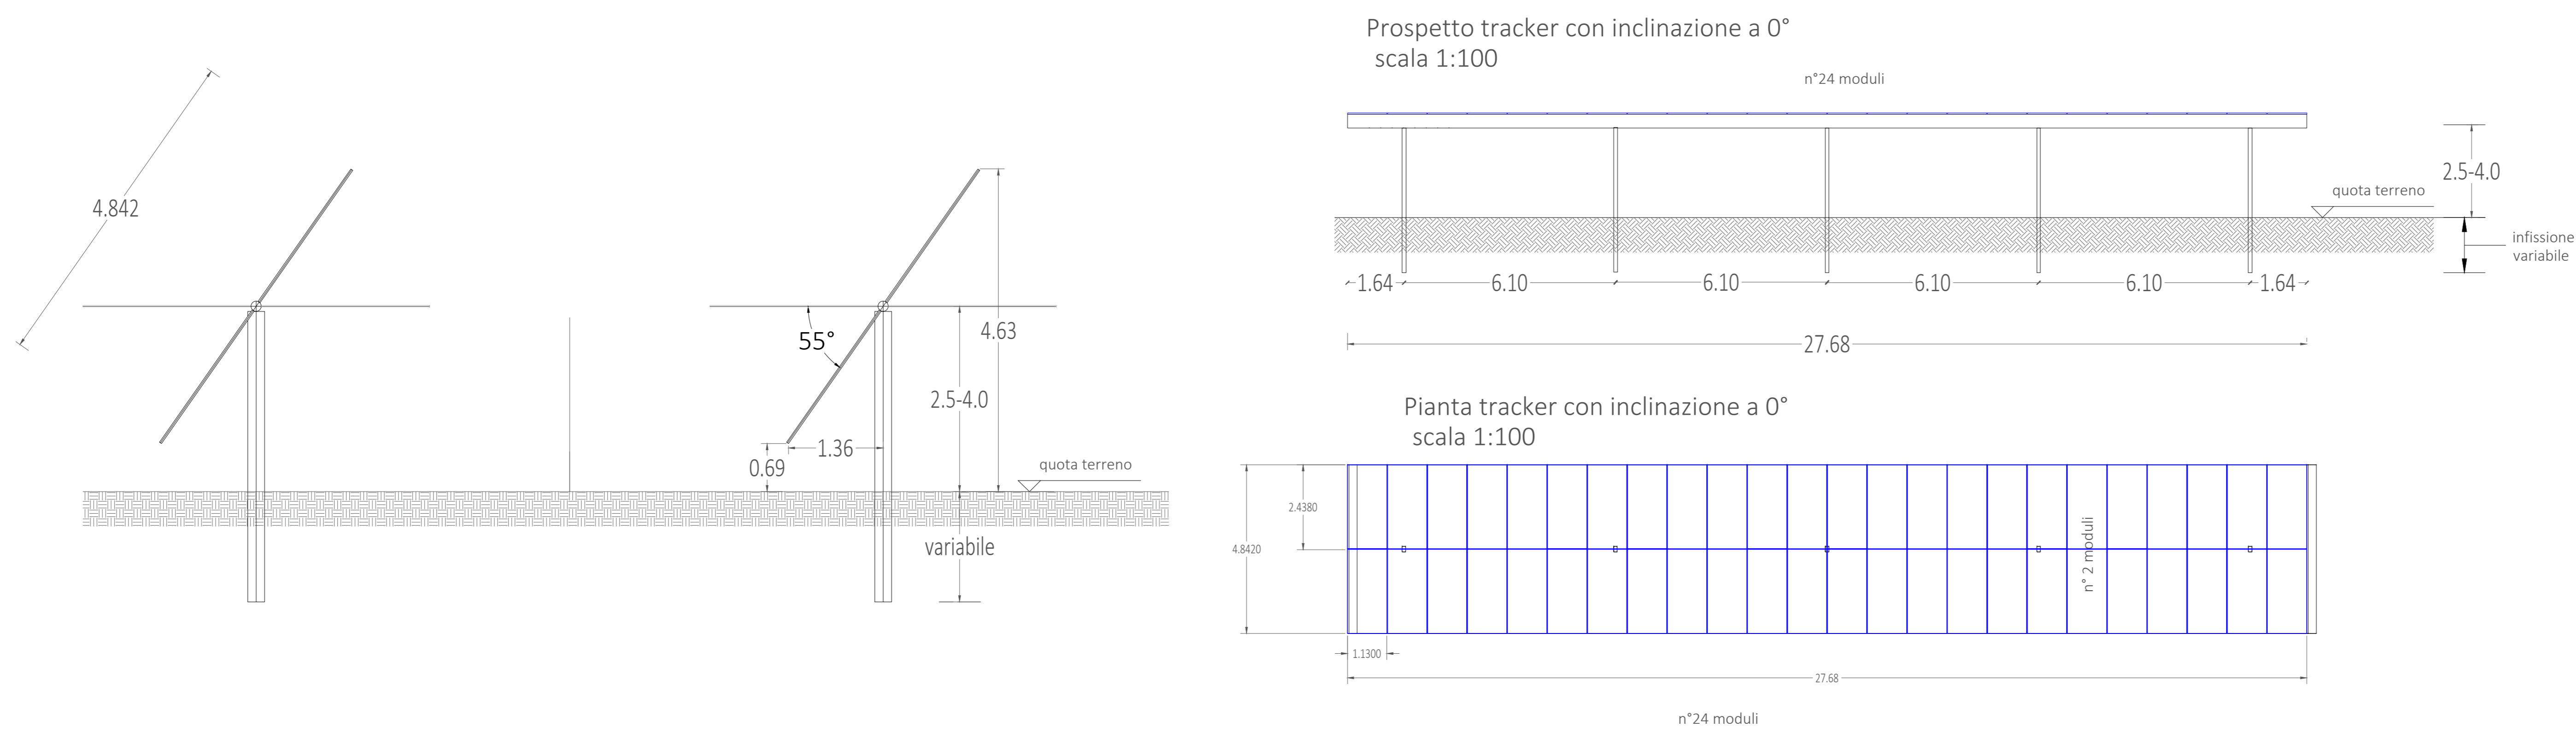 4.842
55°
4.63
2.5-4.0
1.36
0.69
quota terreno
variabile
Prospetto tracker con inclinazione a 0°
scala 1:100
n°24 moduli
2.5-4.0
quota terreno
infissione
variabile
1.64
6.10
6.10
6.10
6.10
1.64
27.68
Pianta tracker con inclinazione a 0°
scala 1:100
2.4380
4.8420
n° 2 moduli
1.1300
27.68
n°24 moduli